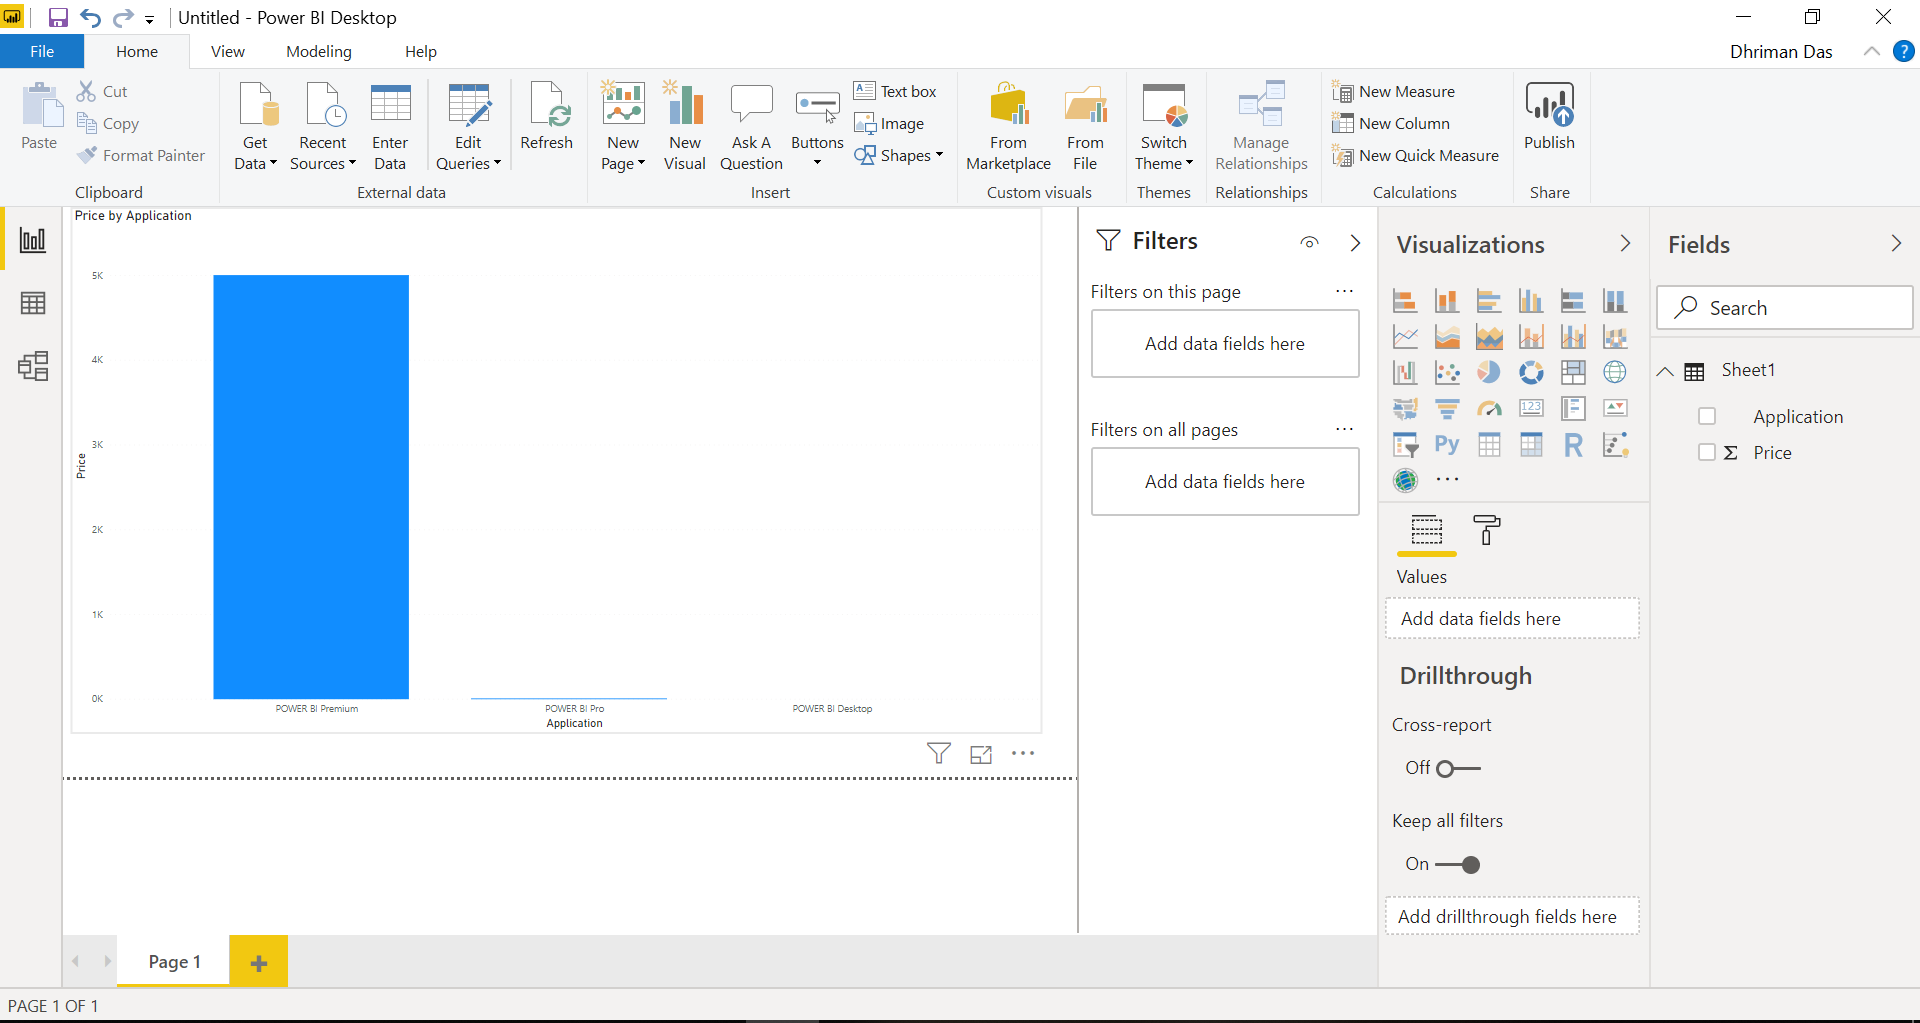 Untitled - Power BI Desktop
File Home View Modeling Help Dhriman Das ?
Paste
Cut
Copy
Format Painter
Clipboard
Get Data
Recent Sources
Enter Data
Edit Queries
Refresh
External data
New Page
New Visual
Ask A Question
Buttons
Text box
Image
Shapes
Insert
From Marketplace
From File
Custom visuals
Switch Theme
Themes
Manage Relationships
Relationships
New Measure
New Column
New Quick Measure
Calculations
Publish
Share
Price by Application
5K
4K
3K
2K
1K
0K
Price
POWER BI Premium POWER BI Pro POWER BI Desktop
Application
Filters
Filters on this page
Add data fields here
Filters on all pages
Add data fields here
Visualizations
123
Py
R
Values
Add data fields here
Drillthrough
Cross-report
Off
Keep all filters
On
Add drillthrough fields here
Fields
Search
Sheet1
Application
Σ Price
Page 1 +
PAGE 1 OF 1